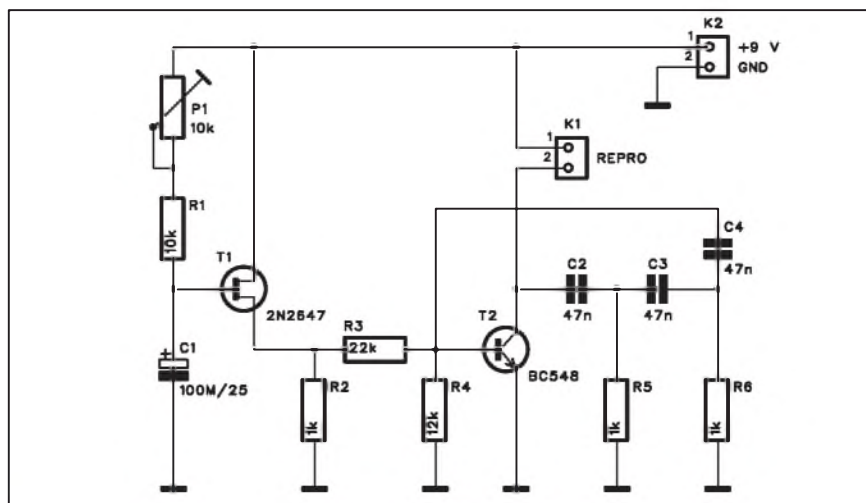 K2
1
+9 V
2
GND
P1
10k
K1
1
2
REPRO
R1
10k
C4
47n
T1
C2
C3
47n
47n
2N2647
R3
22k
T2
C1
+
100M/25
R2
1k
R4
12k
BC548
R5
1k
R6
1k